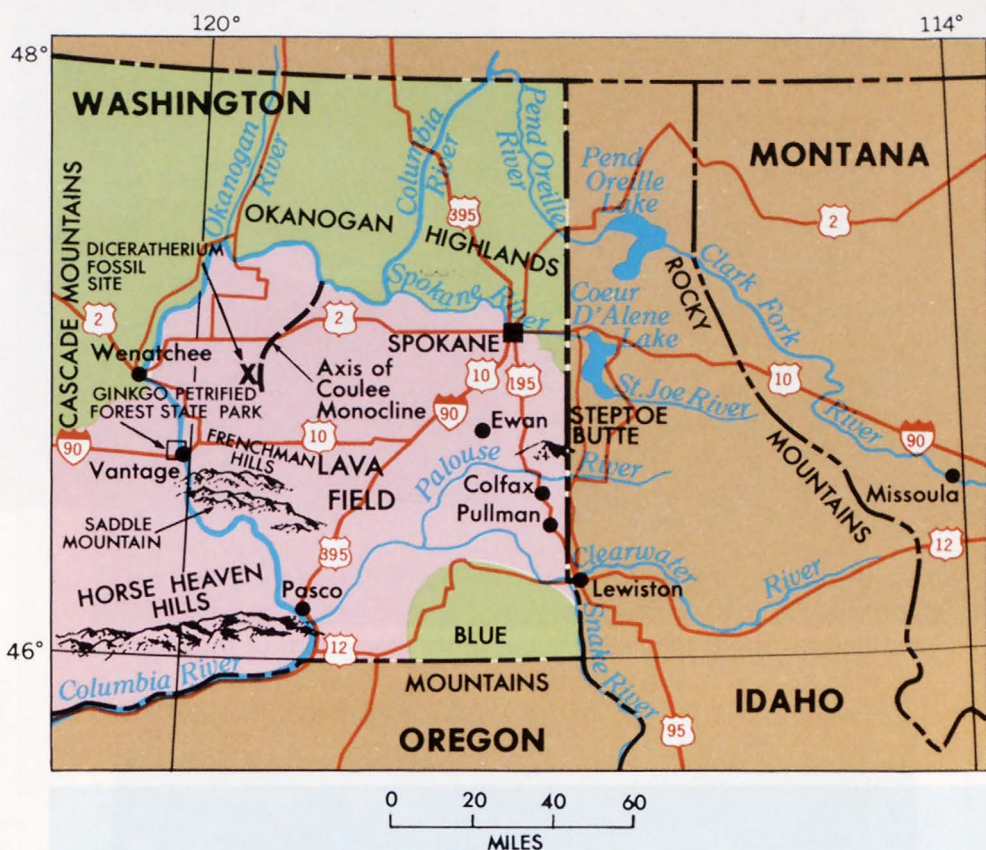 120°
114°
48°
WASHINGTON
Okanogan
River
Columbia
River
Pend Oreille
River
MONTANA
CASCADE MOUNTAINS
OKANOGAN
HIGHLANDS
395
Pend
Oreille
Lake
2
DICERATHERIUM
FOSSIL
SITE
Spokane River
Clark Fork
River
ROCKY
MOUNTAINS
2
2
Wenatchee
SPOKANE
Coeur
D'Alene
Lake
X
Axis of
Coulee
Monocline
10
195
10
90
St. Joe River
GINKGO PETRIFIED
FOREST STATE PARK
90
Ewan
STEPTOE
BUTTE
90
10
FRENCHMAN
HILLS
LAVA
FIELD
Vantage
Palouse
River
Missoula
Colfax
Pullman
SADDLE
MOUNTAIN
395
12
Clearwater
River
HORSE HEAVEN
HILLS
Pasco
Lewiston
46°
12
BLUE
MOUNTAINS
Snake River
Columbia River
OREGON
95
IDAHO
0 20 40 60
MILES